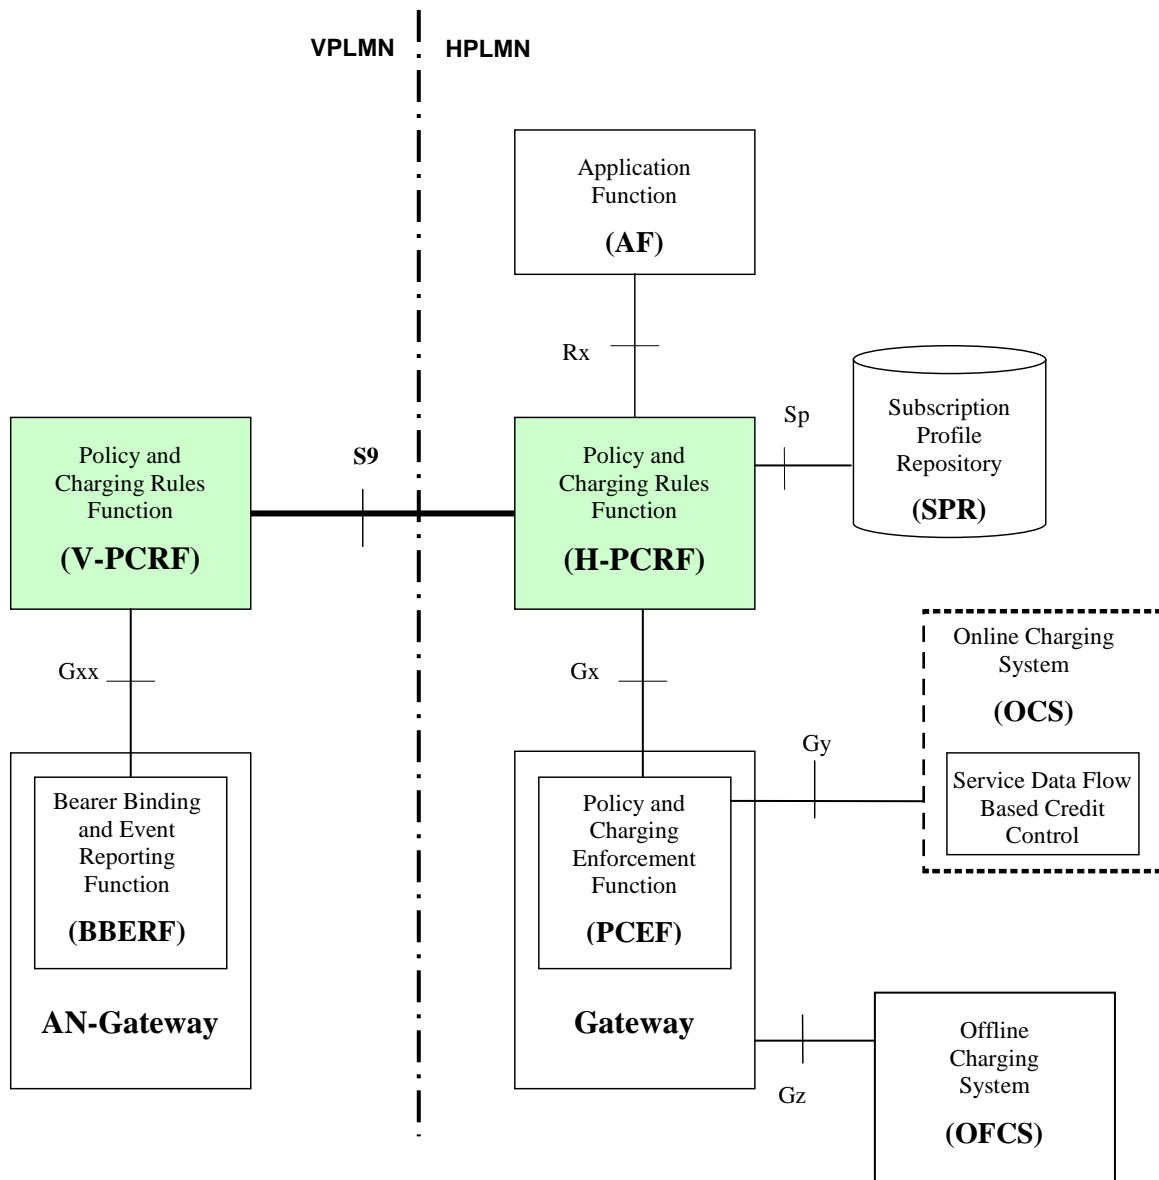 VPLMN
HPLMN
Application
Function
(AF)
Rx
Subscription
Profile
Repository
(SPR)
Sp
Policy and
Charging Rules
Function
(V-PCRF)
S9
Policy and
Charging Rules
Function
(H-PCRF)
Gxx
Gx
Online Charging
System
(OCS)
Service Data Flow
Based Credit
Control
Gy
Bearer Binding
and Event
Reporting
Function
(BBERF)
AN-Gateway
Policy and
Charging
Enforcement
Function
(PCEF)
Gateway
Gz
Offline
Charging
System
(OFCS)